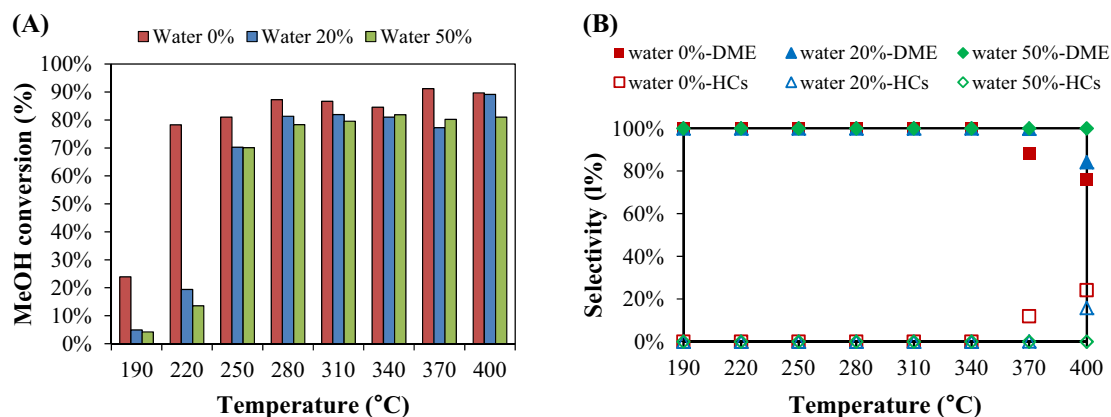 (A)
Water 0% Water 20% Water 50%
100%
90%
80%
70%
60%
50%
40%
30%
20%
10%
0%
MeOH conversion (%)
190 220 250 280 310 340 370 400
Temperature (°C)
(B)
water 0%-DME water 20%-DME water 50%-DME
water 0%-HCs water 20%-HCs water 50%-HCs
100%
80%
60%
40%
20%
0%
Selectivity (l%)
190 220 250 280 310 340 370 400
Temperature (°C)